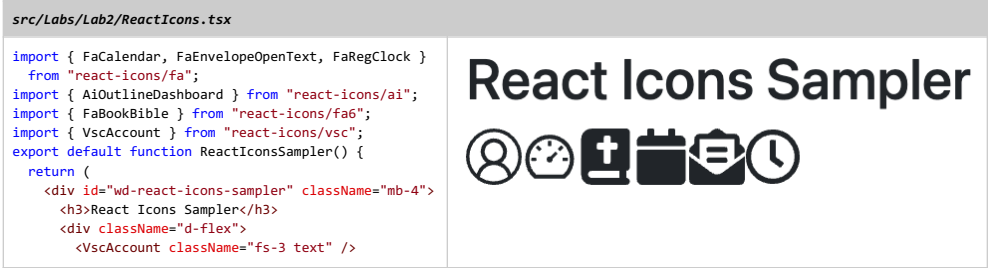 src/Labs/Lab2/ReactIcons.tsx
import { FaCalendar, FaEnvelopeOpenText, FaRegClock }
  from "react-icons/fa";
import { AiOutlineDashboard } from "react-icons/ai";
import { FaBookBible } from "react-icons/fa6";
import { VscAccount } from "react-icons/vsc";
export default function ReactIconsSampler() {
  return (
    <div id="wd-react-icons-sampler" className="mb-4">
      <h3>React Icons Sampler</h3>
      <div className="d-flex">
        <VscAccount className="fs-3 text" />
React Icons Sampler